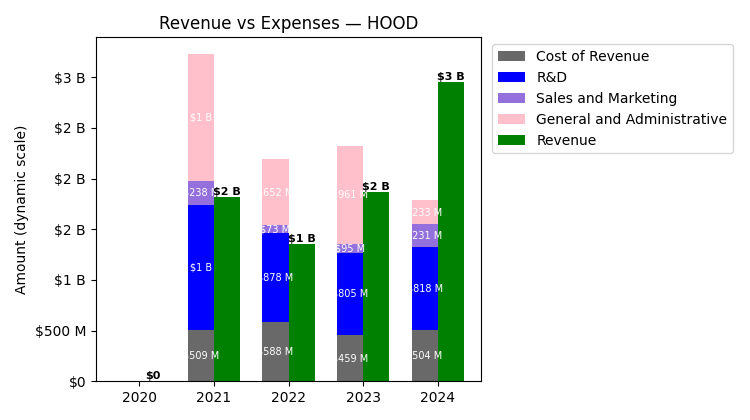 Revenue vs Expenses — HOOD
Amount (dynamic scale)
$3 B
$2 B
$2 B
$2 B
$1 B
$500 M
$0
$0
509 M
$1 B
238
$1 B
$2 B
588 M
878 M
$73 M
652 M
$1 B
459 M
805 M
$95 M
961 M
$2 B
504 M
818 M
231 M
233 M
$3 B
2020
2021
2022
2023
2024
Cost of Revenue
R&D
Sales and Marketing
General and Administrative
Revenue